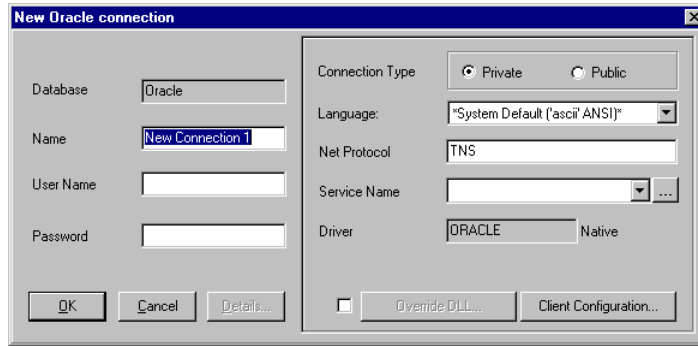 New Oracle connection
Database
Oracle
Name
New Connection 1
User Name
Password
OK
Cancel
Details...
Connection Type
Private
Public
Language:
*System Default ('ascii' ANSI)*
Net Protocol
TNS
Service Name
...
Driver
ORACLE
Native
Override DLL...
Client Configuration...